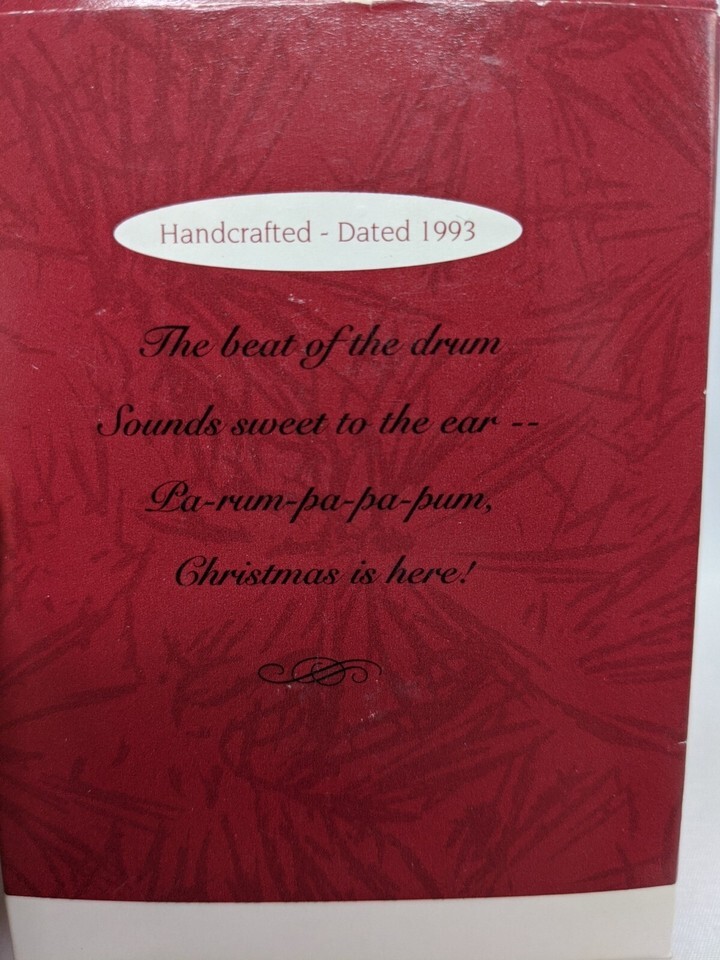 Handcrafted - Dated 1993
The beat of the drum
Sounds sweet to the ear --
Pa-rum-pa-pa-pum,
Christmas is here!